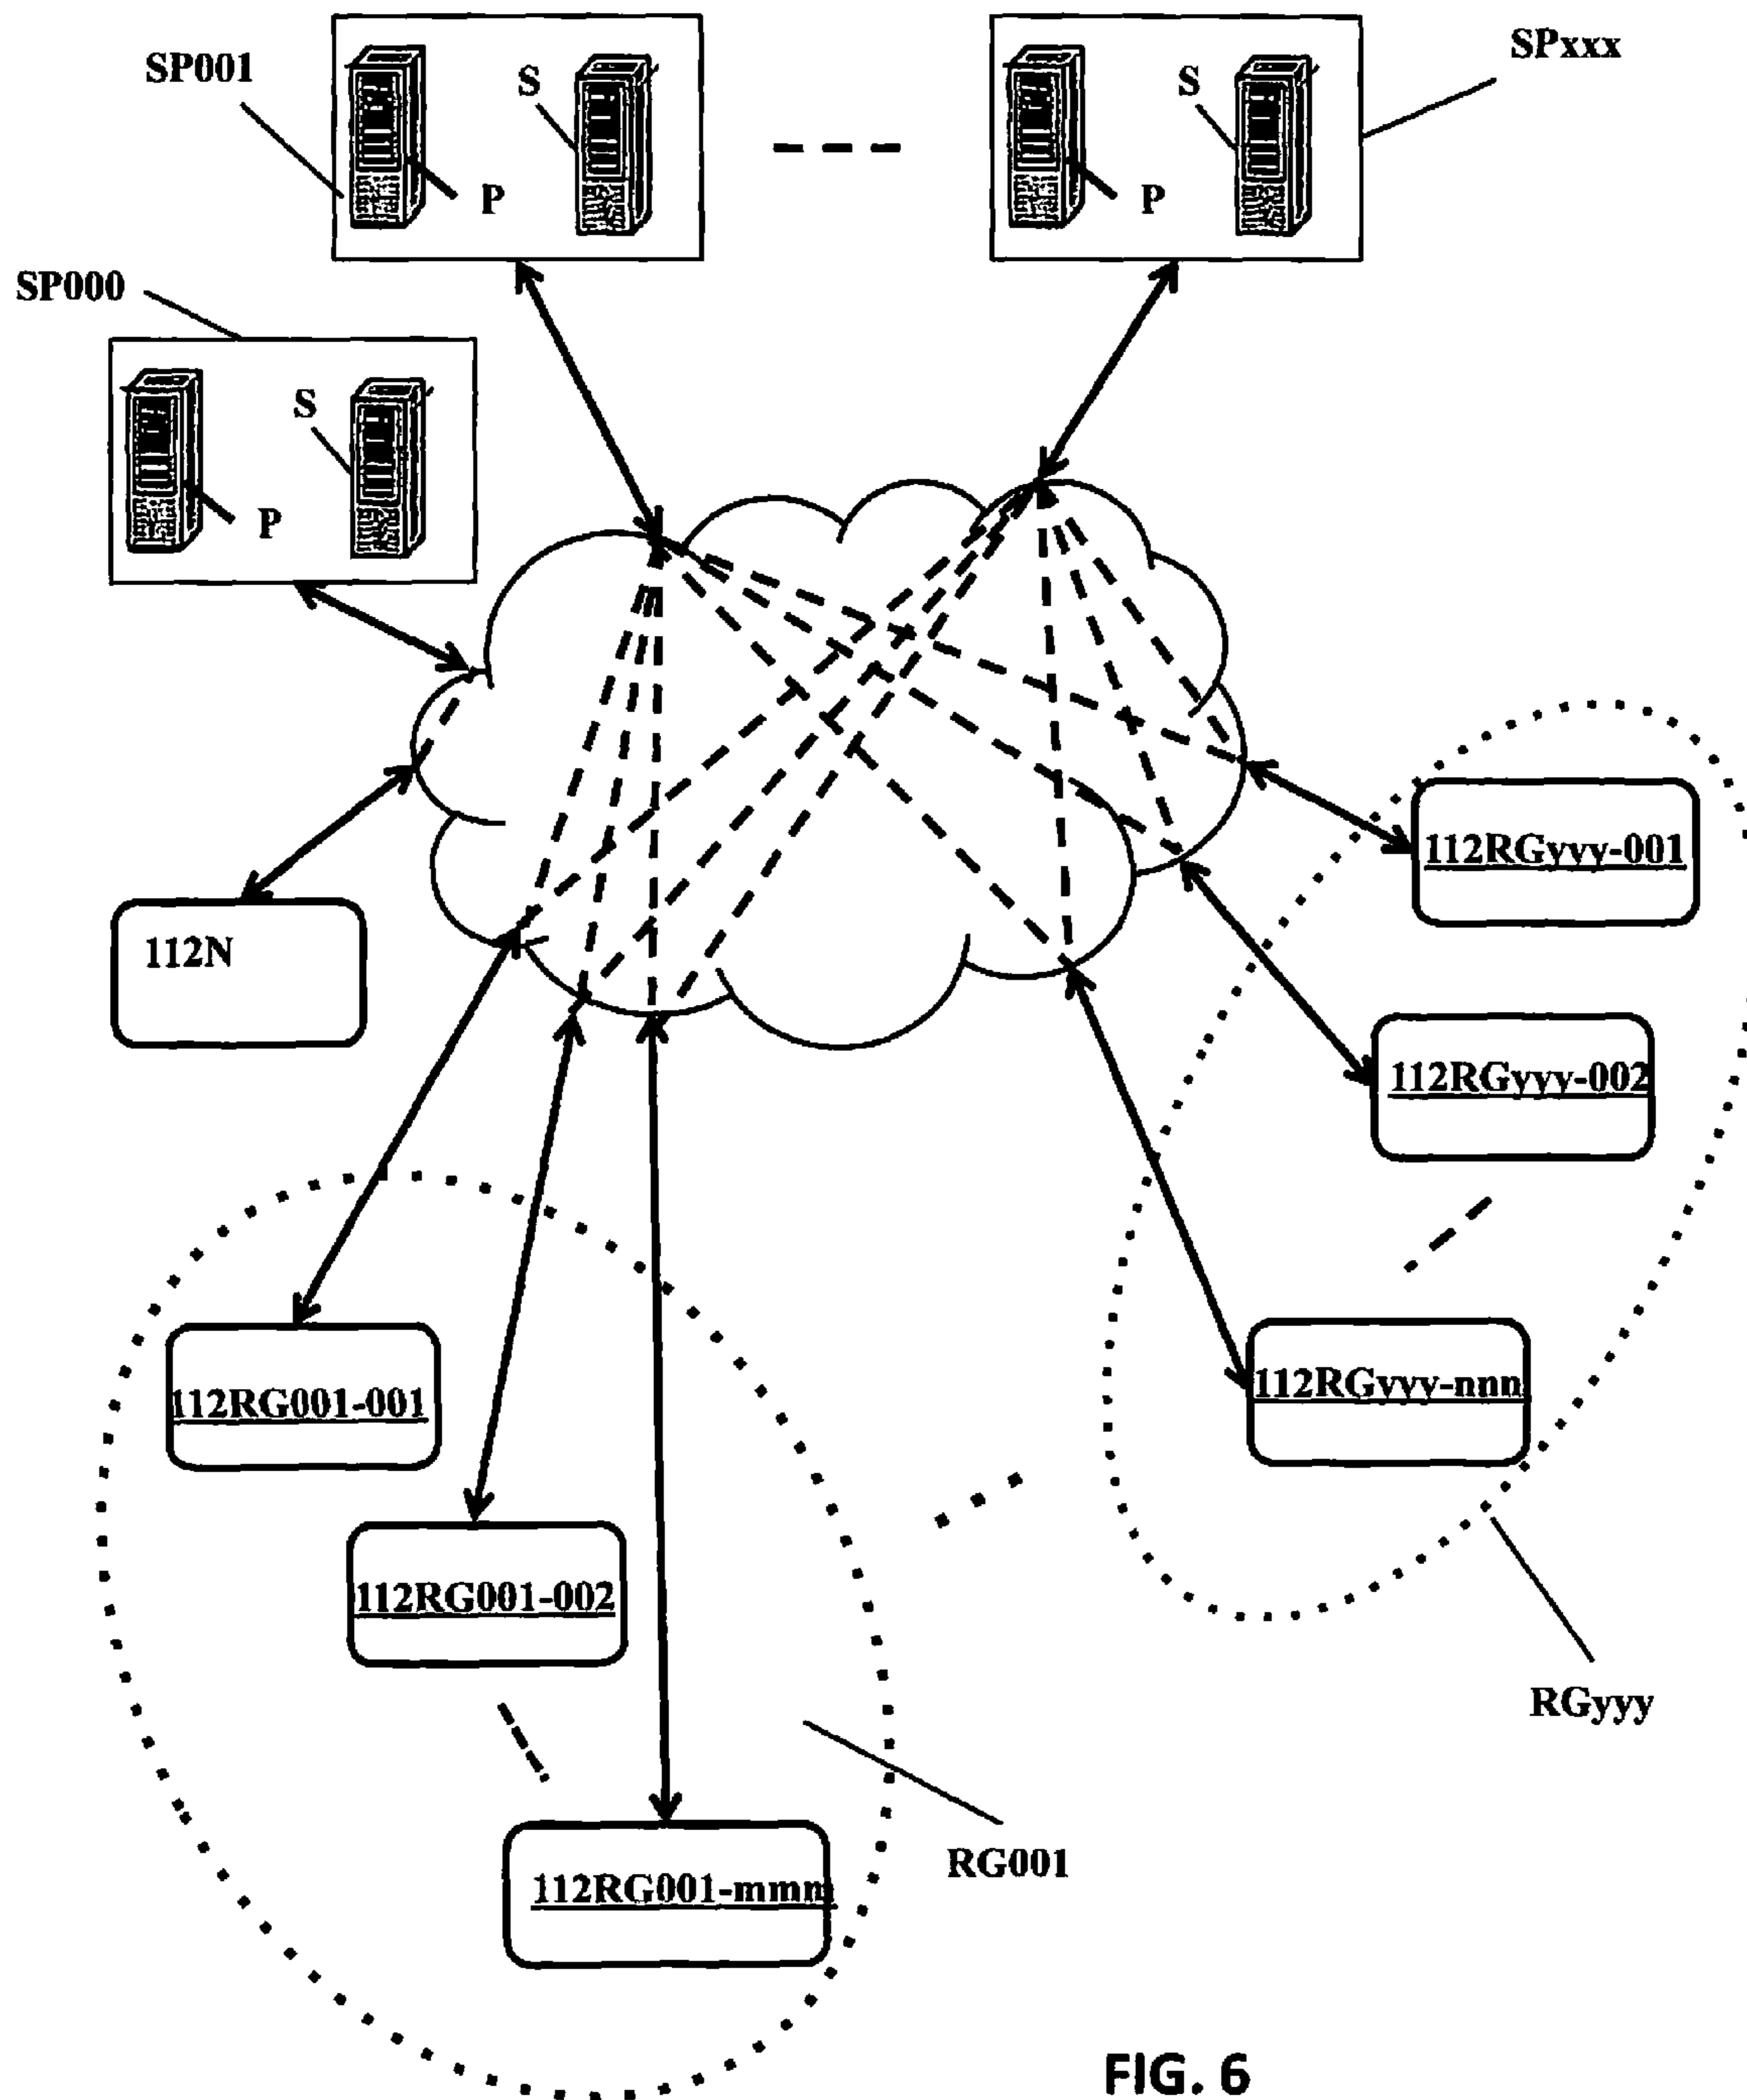 SP001
S
P
SPxxx
S
P
SP000
S
P
112N
112RGyyy-001
112RGyyy-002
112RGyyy-nnn
112RG001-001
112RG001-002
112RG001-mmm
RGyyy
RG001
FIG. 6